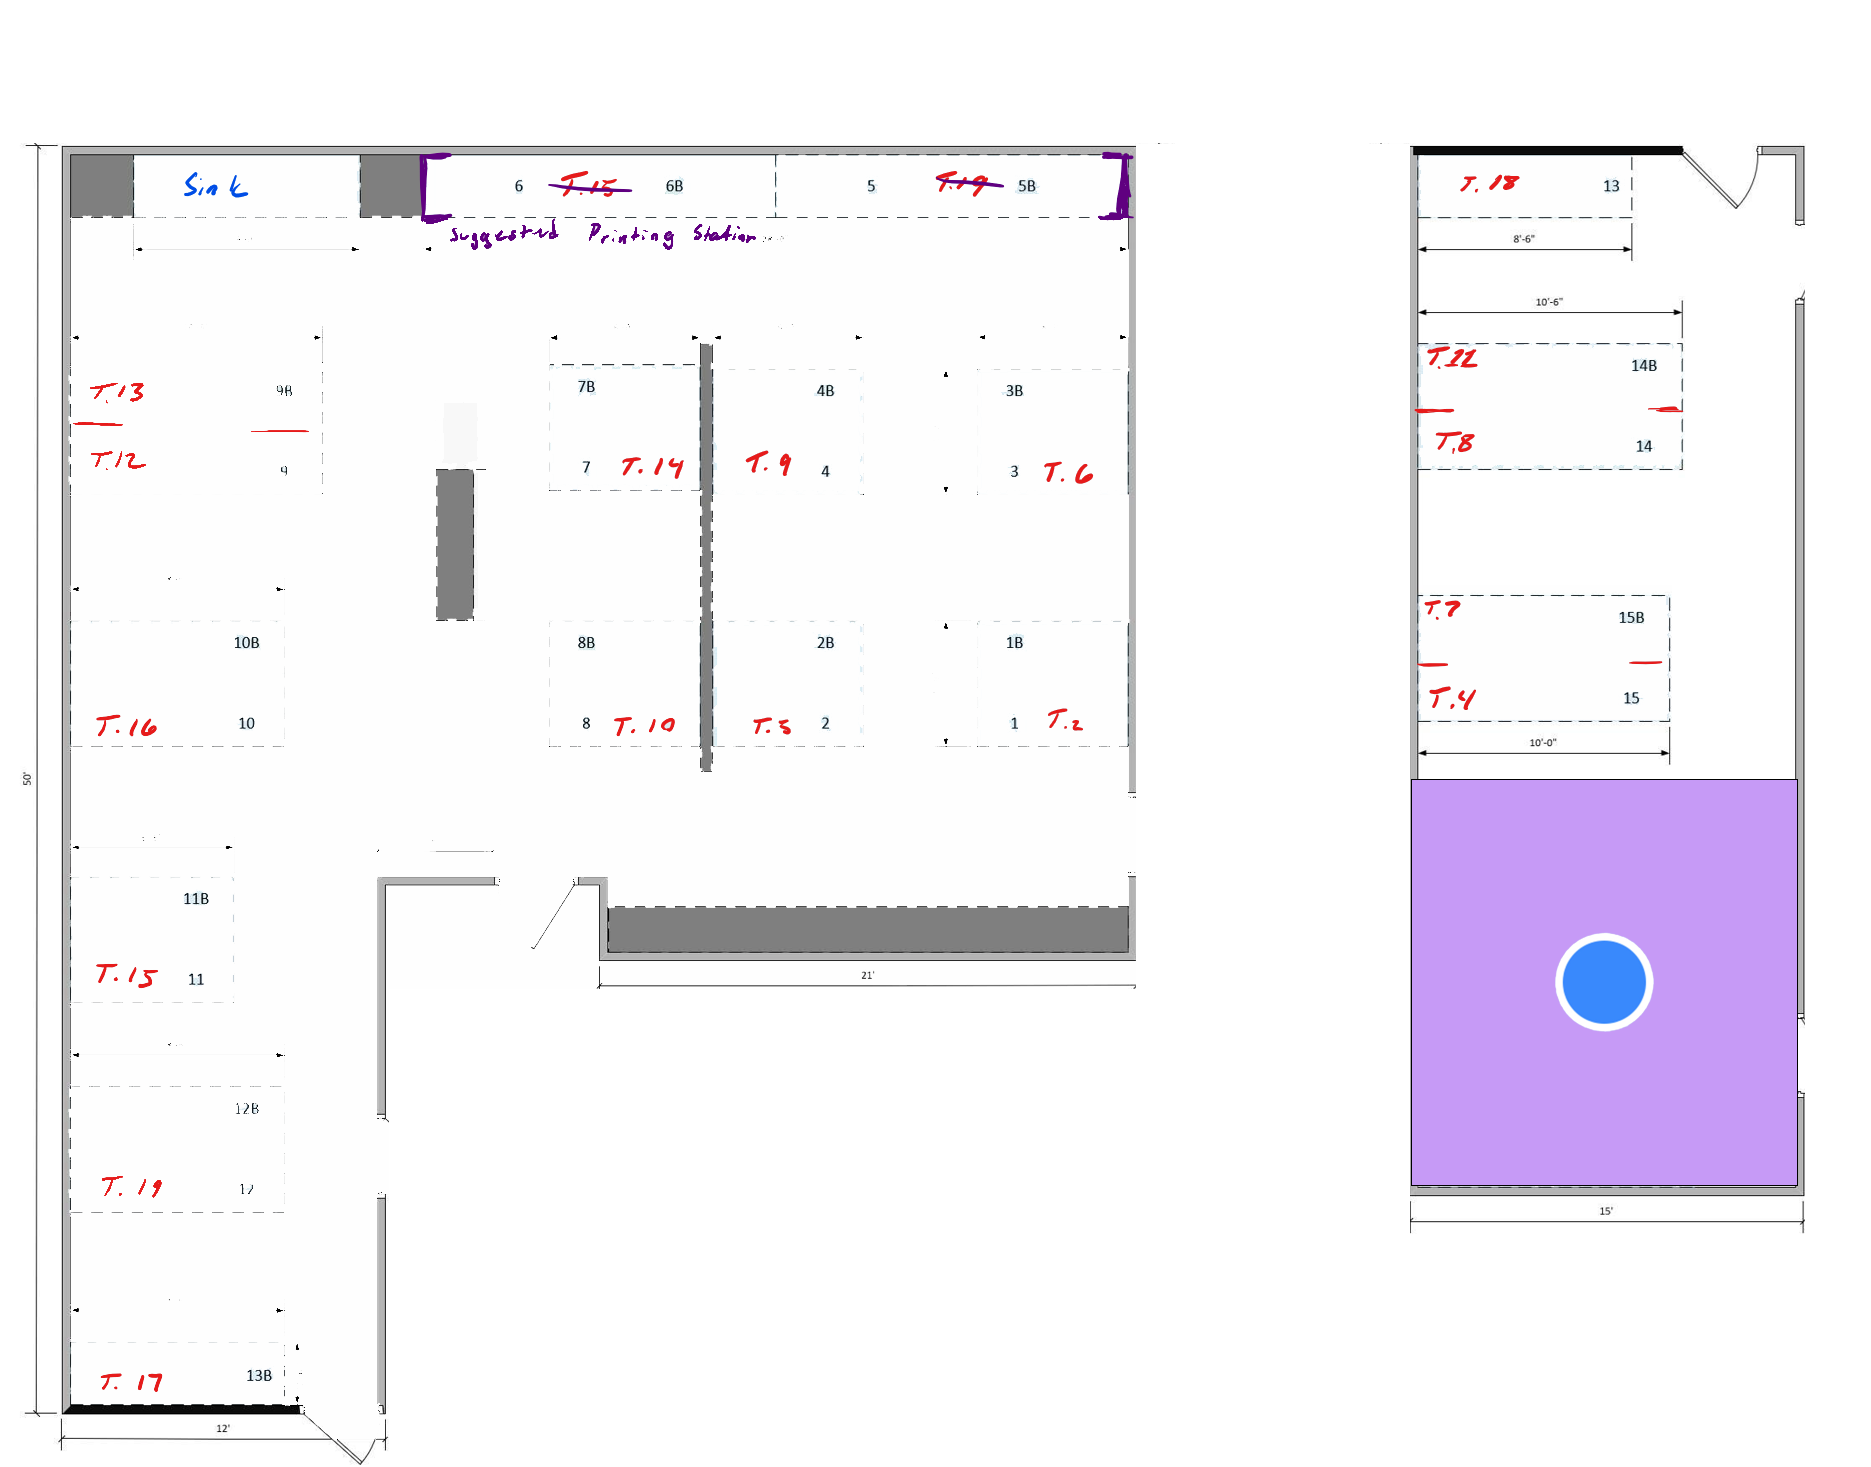 Sink
6 T.15 6B 5 T.19 5B
Suggested Printing Station
T. 18 13
8'-6"
10'-6"
T.13 9B
T.12 9
7B
7 T.14
4B
T.9 4
3B
3 T.6
T.11 14B
T.8 14
10B
T.16 10
8B
8 T.10
2B
T.5 2
1B
1 T.2
T.7 15B
T.4 15
10'-0"
50'
11B
T.15 11
21'
12B
T.19 12
13B
T. 17
12'
15'